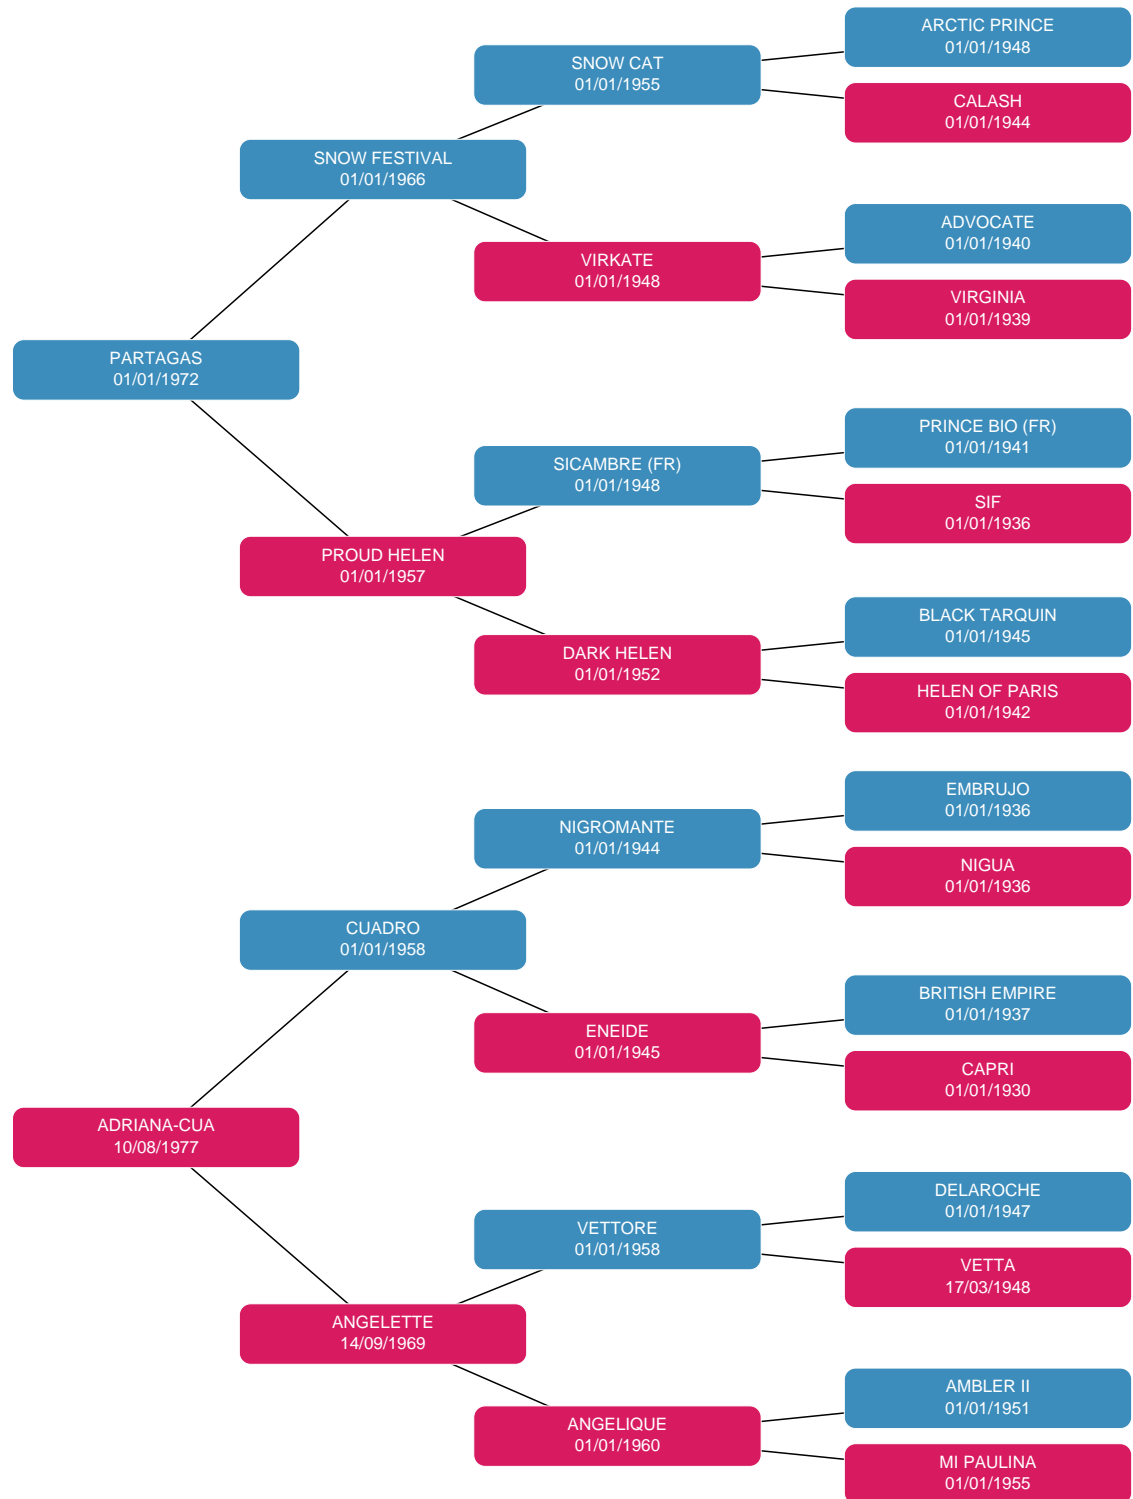 ARCTIC PRINCE
01/01/1948
SNOW CAT
01/01/1955
CALASH
01/01/1944
SNOW FESTIVAL
01/01/1966
ADVOCATE
01/01/1940
VIRKATE
01/01/1948
VIRGINIA
01/01/1939
PARTAGAS
01/01/1972
PRINCE BIO (FR)
01/01/1941
SICAMBRE (FR)
01/01/1948
SIF
01/01/1936
PROUD HELEN
01/01/1957
BLACK TARQUIN
01/01/1945
DARK HELEN
01/01/1952
HELEN OF PARIS
01/01/1942
EMBRUJO
01/01/1936
NIGROMANTE
01/01/1944
NIGUA
01/01/1936
CUADRO
01/01/1958
BRITISH EMPIRE
01/01/1937
ENEIDE
01/01/1945
CAPRI
01/01/1930
ADRIANA-CUA
10/08/1977
DELAROCHE
01/01/1947
VETTORE
01/01/1958
VETTA
17/03/1948
ANGELETTE
14/09/1969
AMBLER II
01/01/1951
ANGELIQUE
01/01/1960
MI PAULINA
01/01/1955